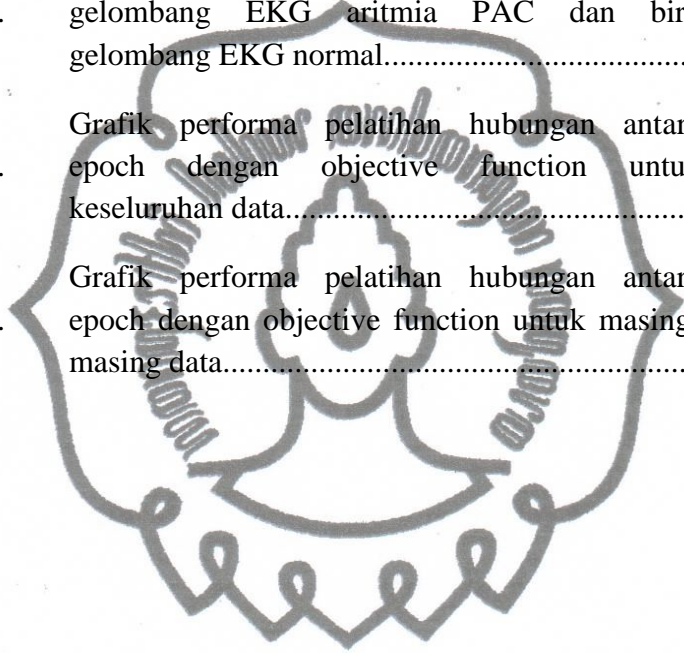 . gelombang EKG aritmia PAC dan bir
gelombang EKG normal....................................
Grafik performa pelatihan hubungan antar
. epoch dengan objective function untu
keseluruhan data.............................................
Grafik performa pelatihan hubungan antar
. epoch dengan objective function untuk masing
masing data.....................................................